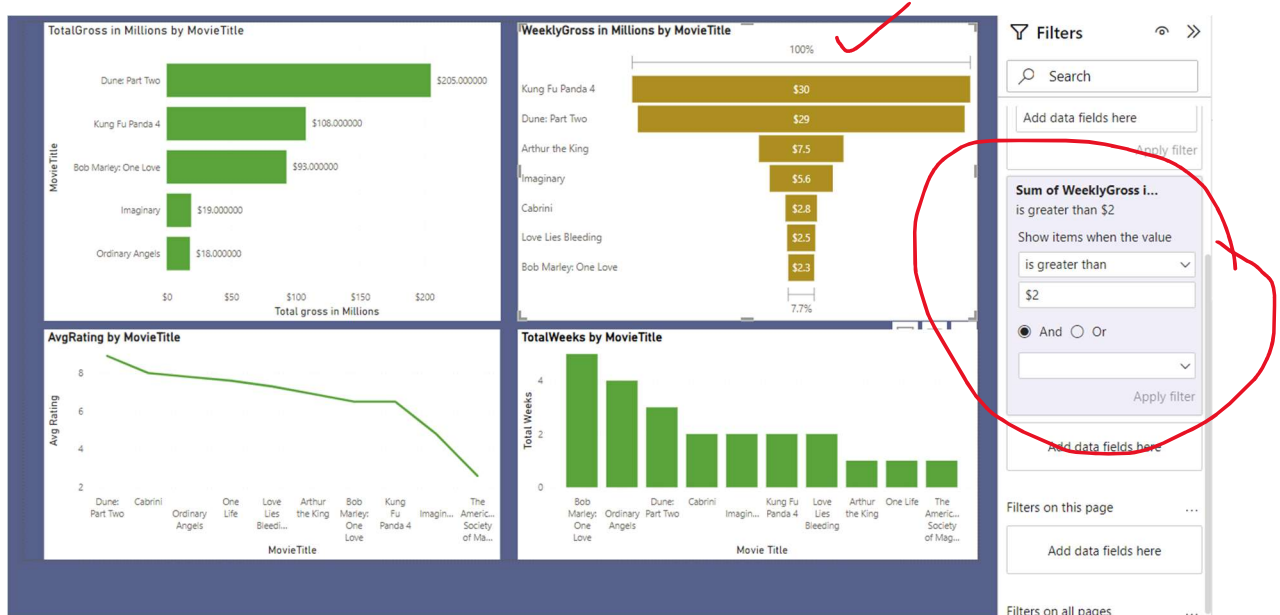 TotalGross in Millions by MovieTitle
MovieTitle
Dune: Part Two
$205.000000
Kung Fu Panda 4
$108.000000
Bob Marley: One Love
$93.000000
Imaginary
$19.000000
Ordinary Angels
$18.000000
$0 $50 $100 $150 $200
Total gross in Millions
WeeklyGross in Millions by MovieTitle
100%
Kung Fu Panda 4 $30
Dune: Part Two $29
Arthur the King $7.5
Imaginary $5.6
Cabrini $2.8
Love Lies Bleeding $2.5
Bob Marley: One Love $2.3
7.7%
AvgRating by MovieTitle
Avg Rating
8
6
4
2
Dune: Part Two
Cabrini
Ordinary Angels
One Life
Love Lies Bleedi...
Arthur the King
Bob Marley: One Love
Kung Fu Panda 4
Imagin...
The Americ... Society of Ma...
MovieTitle
TotalWeeks by MovieTitle
Total Weeks
4
2
0
Bob Marley: One Love
Ordinary Angels
Dune: Part Two
Cabrini
Imagin...
Kung Fu Panda 4
Love Lies Bleeding
Arthur the King
One Life
The Americ... Society of Mag...
Movie Title
Filters
Search
Add data fields here
Apply filter
Sum of WeeklyGross i...
is greater than $2
Show items when the value
is greater than
$2
And Or
Apply filter
Add data fields here
Filters on this page ...
Add data fields here
Filters on all pages ...